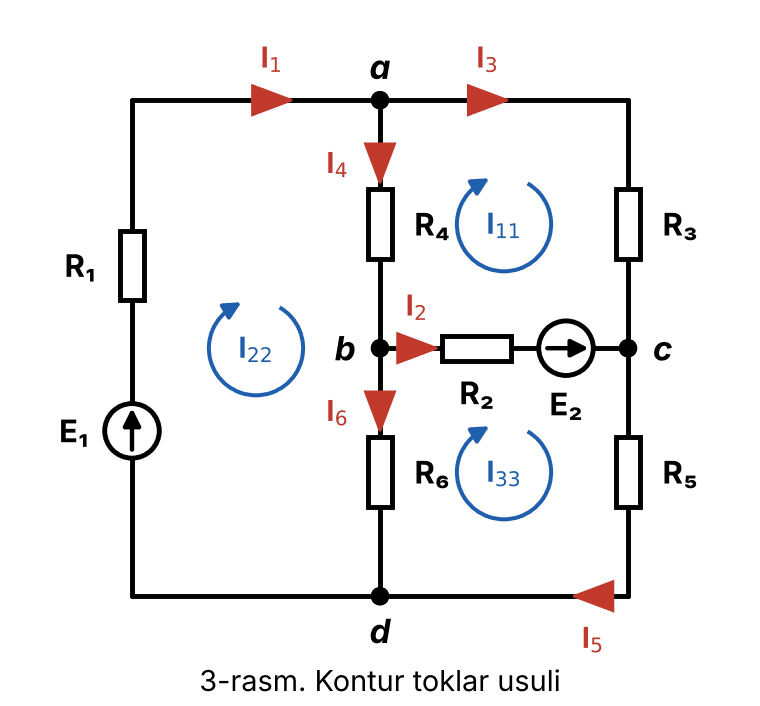 I₁
a
I₃
I₄
R₄
I₁₁
R₃
R₁
I₂
I₂₂
b
c
R₂
E₂
I₆
E₁
R₆
I₃₃
R₅
d
I₅
3-rasm. Kontur toklar usuli